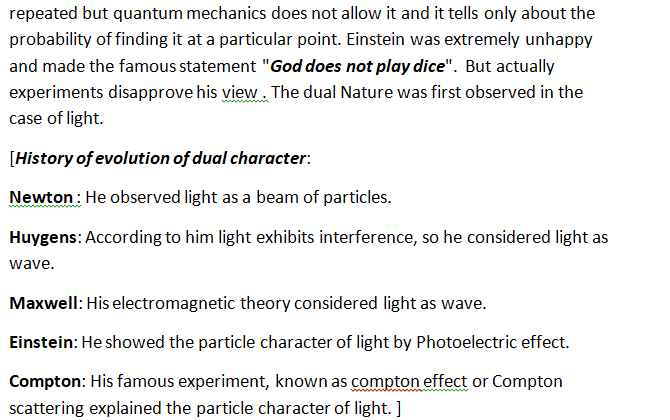 repeated but quantum mechanics does not allow it and it tells only about the
probability of finding it at a particular point. Einstein was extremely unhappy
and made the famous statement "God does not play dice". But actually
experiments disapprove his view . The dual Nature was first observed in the
case of light.
[History of evolution of dual character:
Newton : He observed light as a beam of particles.
Huygens: According to him light exhibits interference, so he considered light as
wave.
Maxwell: His electromagnetic theory considered light as wave.
Einstein: He showed the particle character of light by Photoelectric effect.
Compton: His famous experiment, known as compton effect or Compton
scattering explained the particle character of light. ]